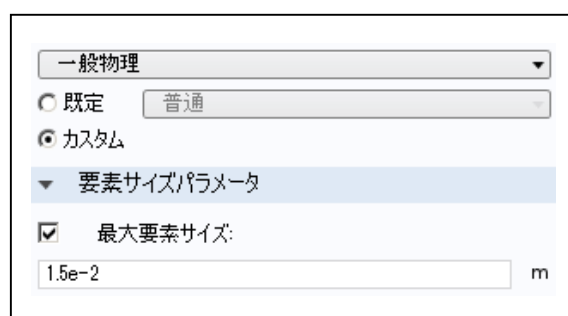 一般物理
既定 普通
カスタム
要素サイズパラメータ
最大要素サイズ:
1.5e-2 m